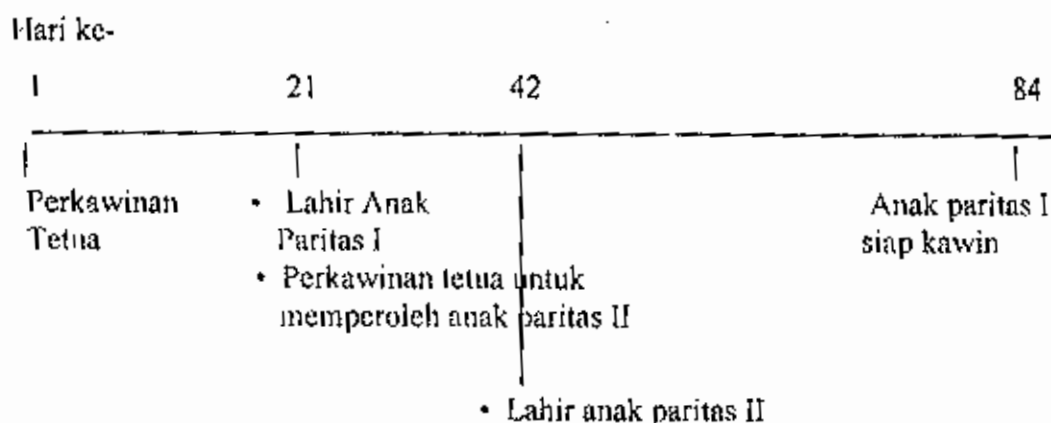 Hari ke-
1 21 42 84
Perkawinan
Tetua
• Lahir Anak
Paritas I
• Perkawinan tetua untuk
memperoleh anak paritas II
• Lahir anak paritas II
Anak paritas I
siap kawin